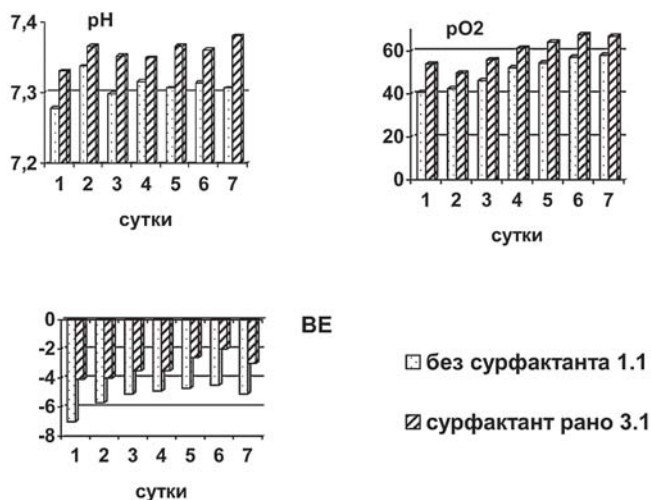 pH
7,4
7,3
7,2
1 2 3 4 5 6 7
сутки
pO2
60
40
20
0
1 2 3 4 5 6 7
сутки
BE
0
-2
-4
-6
-8
1 2 3 4 5 6 7
сутки
без сурфактанта 1.1
сурфактант рано 3.1